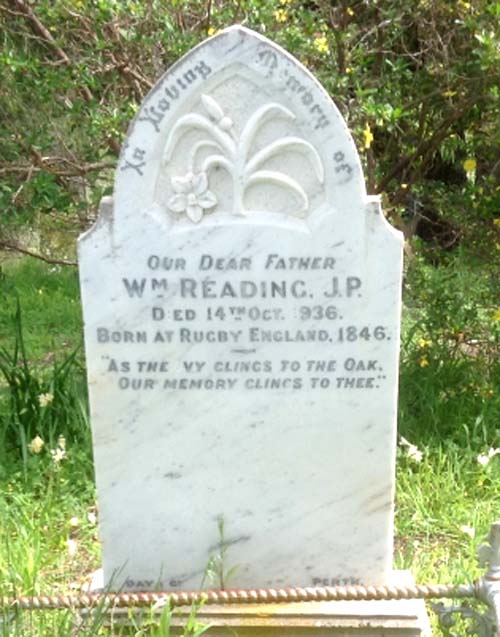 In Loving Memory of
OUR DEAR FATHER
WM READING. J.P.
D ED 14TH OCT. 936.
BORN AT RUGBY ENGLAND, 1846.
"AS THE VY CLINGS TO THE OAK.
OUR MEMORY CLINGS TO THEE."
PERTH.